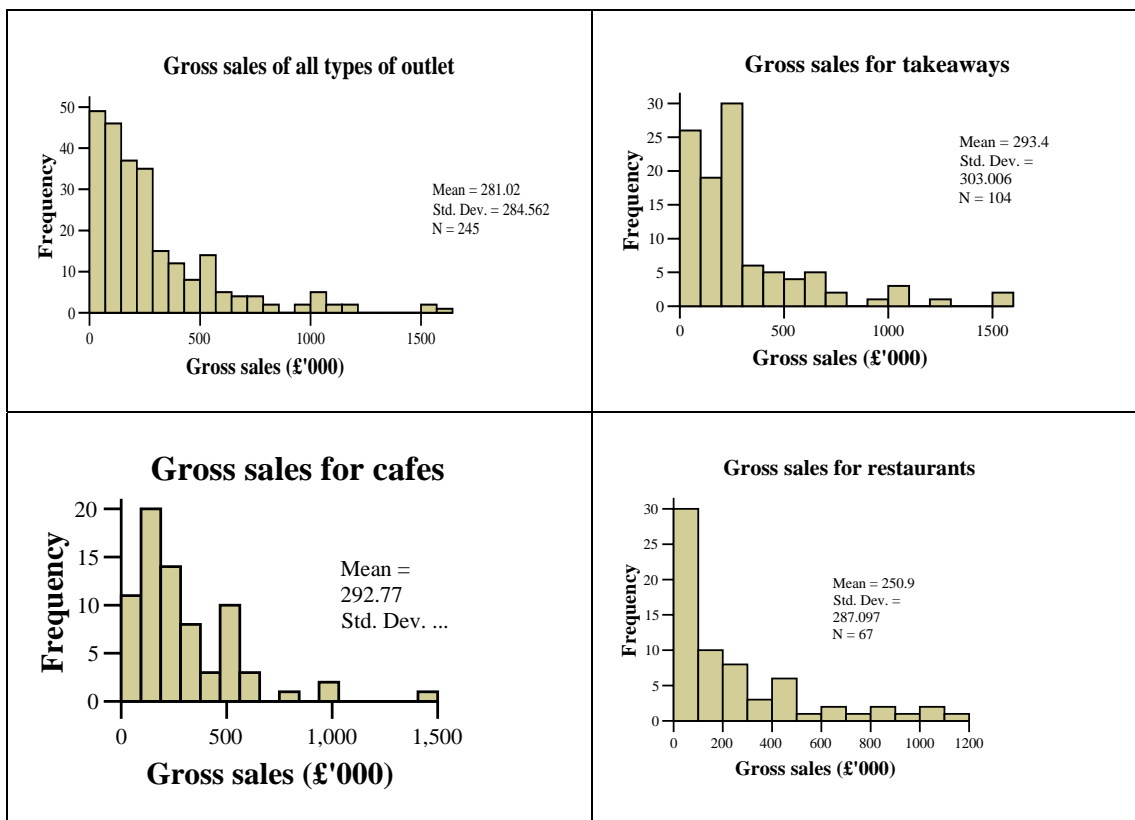 Gross sales of all types of outlet
50
40
30
20
10
0
Frequency
0 500 1000 1500
Gross sales (£'000)
Mean = 281.02
Std. Dev. = 284.562
N = 245
Gross sales for takeaways
30
25
20
15
10
5
0
Frequency
0 500 1000 1500
Gross sales (£'000)
Mean = 293.4
Std. Dev. =
303.006
N = 104
Gross sales for cafes
20
15
10
5
0
Frequency
0 500 1,000 1,500
Gross sales (£'000)
Mean =
292.77
Std. Dev. ...
Gross sales for restaurants
30
25
20
15
10
5
0
Frequency
0 200 400 600 800 1000 1200
Gross sales (£'000)
Mean = 250.9
Std. Dev. =
287.097
N = 67